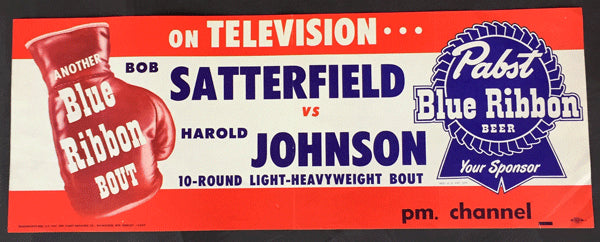 ON TELEVISION...
ANOTHER
Blue
Ribbon
BOUT
BOB
SATTERFIELD
vs
HAROLD
JOHNSON
10-ROUND LIGHT-HEAVYWEIGHT BOUT
Pabst
Blue Ribbon
BEER
Your Sponsor
pm. channel _